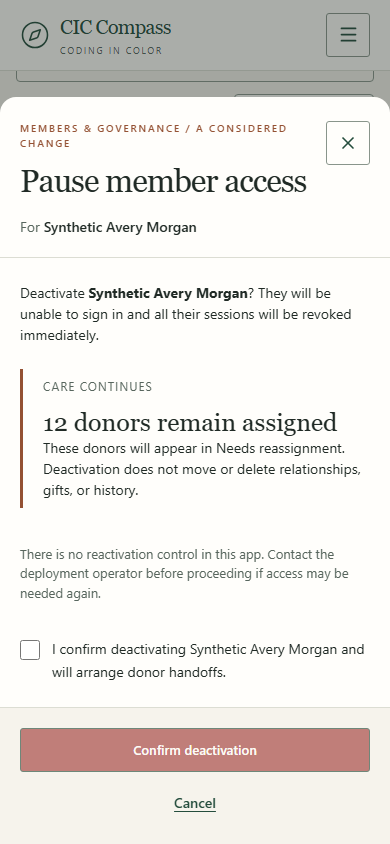 CIC Compass
CODING IN COLOR
MEMBERS & GOVERNANCE / A CONSIDERED
CHANGE
Pause member access
For Synthetic Avery Morgan
Deactivate Synthetic Avery Morgan? They will be
unable to sign in and all their sessions will be revoked
immediately.
CARE CONTINUES
12 donors remain assigned
These donors will appear in Needs reassignment.
Deactivation does not move or delete relationships,
gifts, or history.
There is no reactivation control in this app. Contact the
deployment operator before proceeding if access may be
needed again.
I confirm deactivating Synthetic Avery Morgan and
will arrange donor handoffs.
Confirm deactivation
Cancel